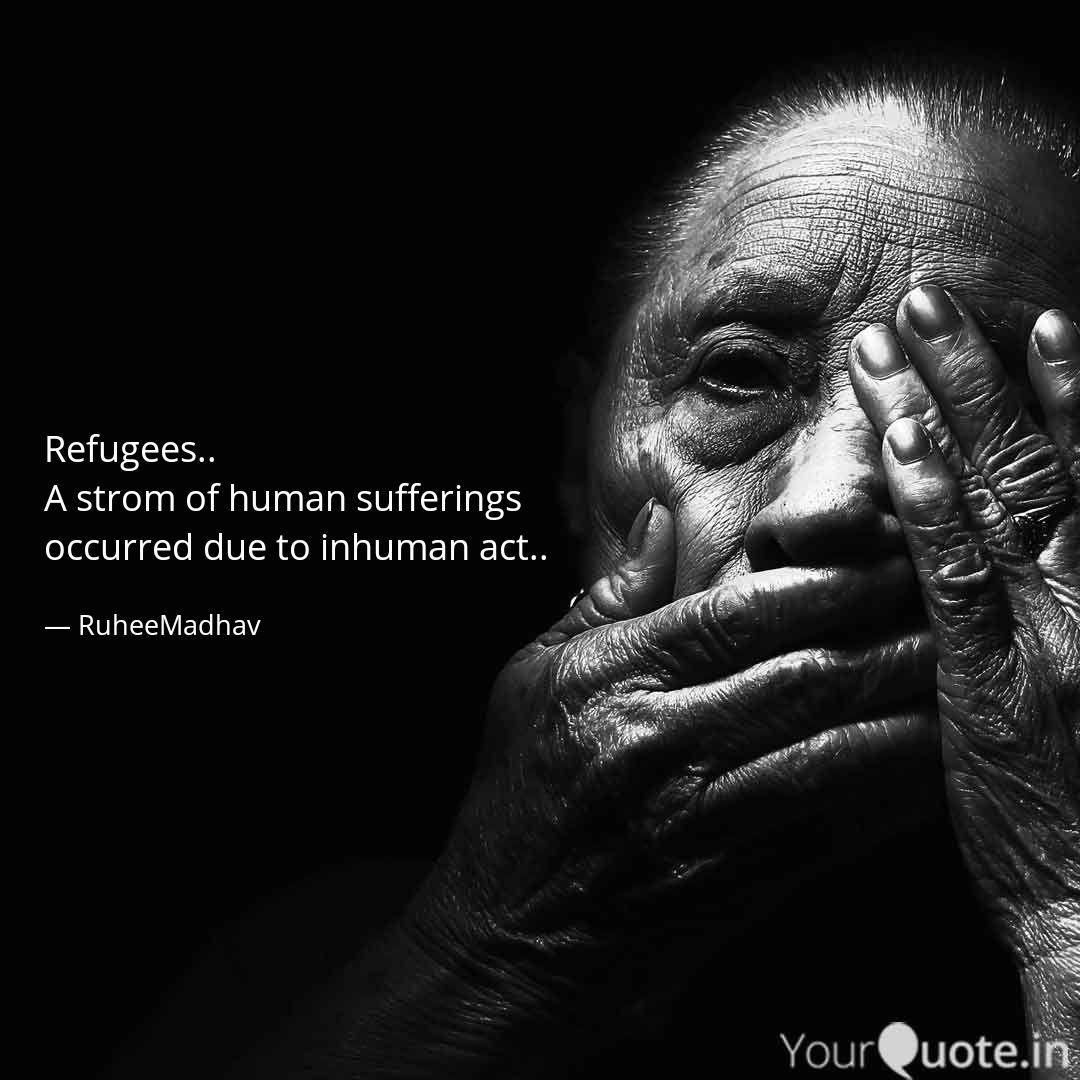 Refugees..
A strom of human sufferings
occurred due to inhuman act..
— RuheeMadhav
YourQuote.in